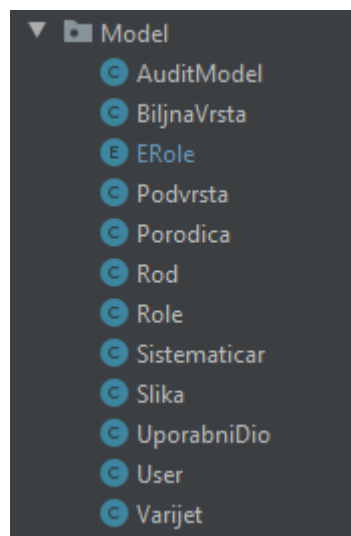 Model
C AuditModel
C BiljnaVrsta
E ERole
C Podvrsta
C Porodica
C Rod
C Role
C Sistematicar
C Slika
C UporabniDio
C User
C Varijet